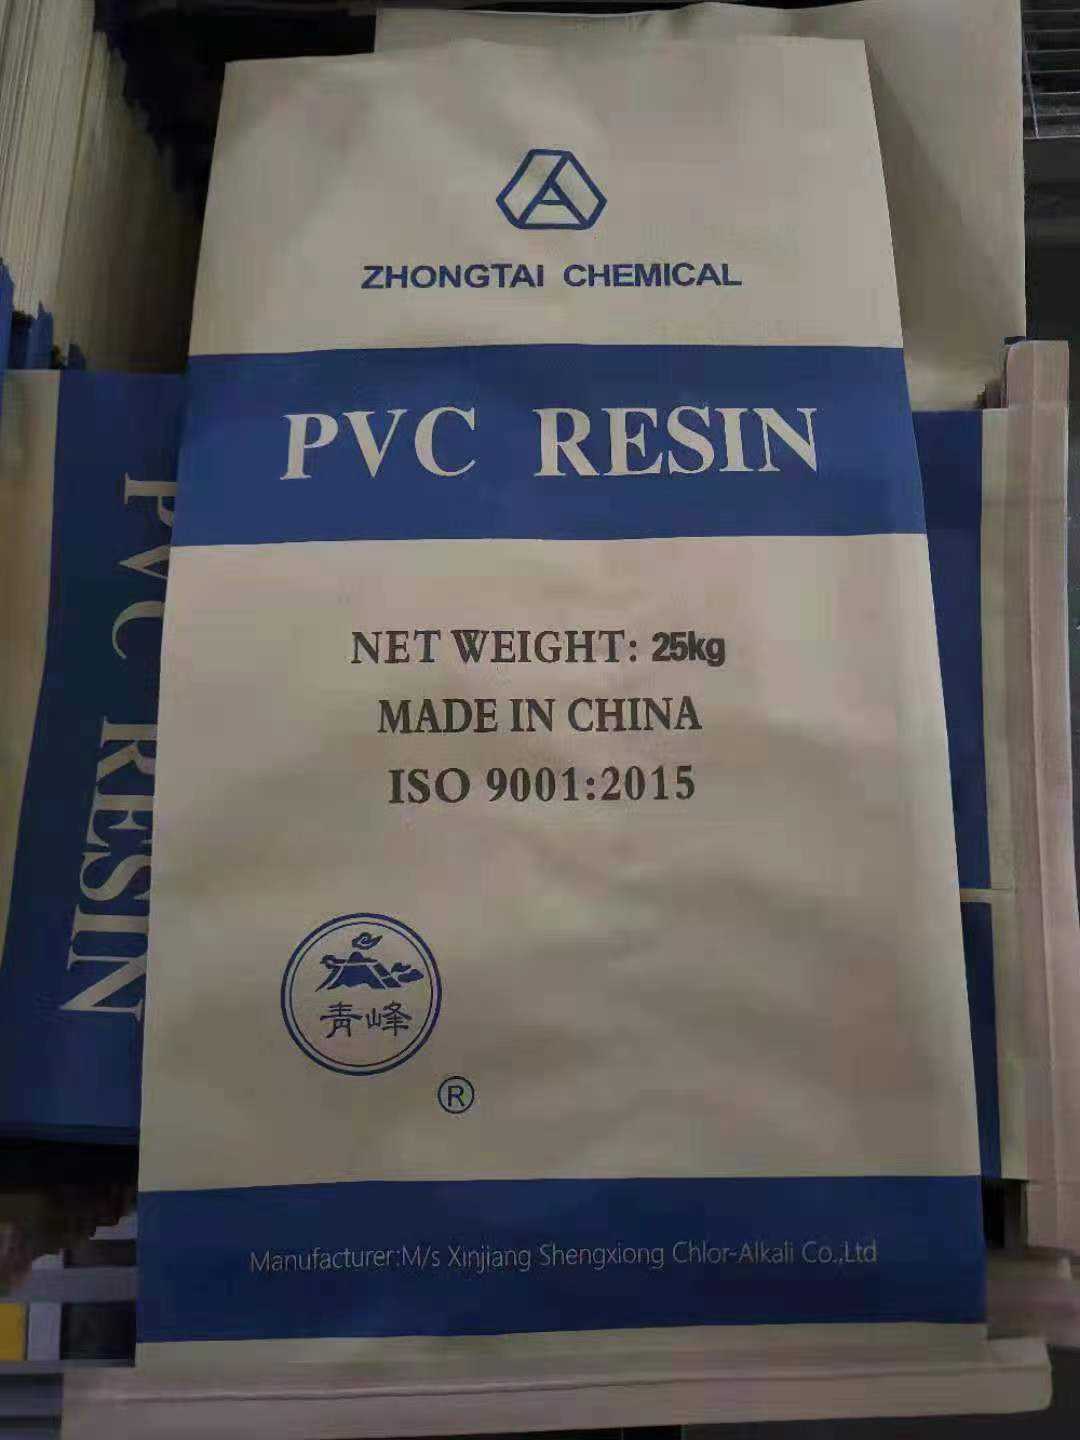 ZHONGTAI CHEMICAL
PVC RESIN
NET WEIGHT: 25kg
MADE IN CHINA
ISO 9001:2015
青峰
®
Manufacturer:M/s Xinjiang Shengxiong Chlor-Alkali Co.,Ltd
PVC RESIN